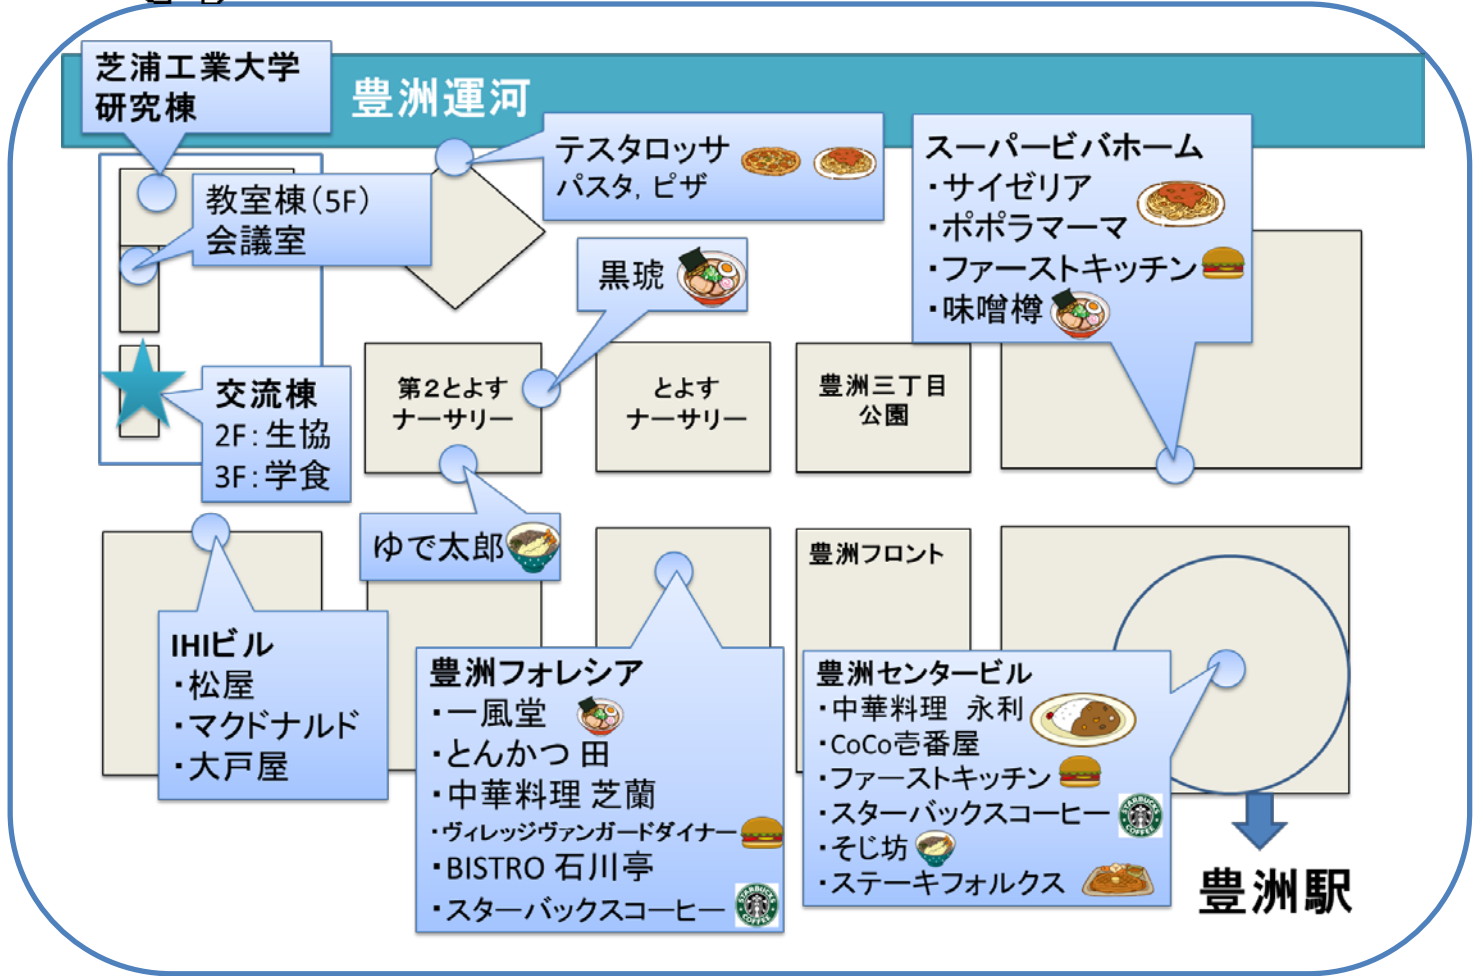 芝浦工業大学
研究棟
豊洲運河
教室棟(5F)
会議室
テスタロッサ
パスタ, ピザ
スーパービバホーム
・サイゼリア
・ポポラマーマ
・ファーストキッチン
・味噌樽
黒琥
交流棟
2F:生協
3F:学食
第2とよす
ナーサリー
とよす
ナーサリー
豊洲三丁目
公園
ゆで太郎
豊洲フロント
IHIビル
・松屋
・マクドナルド
・大戸屋
豊洲フォレシア
・一風堂
・とんかつ 田
・中華料理 芝蘭
・ヴィレッジヴァンガードダイナー
・BISTRO 石川亭
・スターバックスコーヒー
豊洲センタービル
・中華料理 永利
・CoCo壱番屋
・ファーストキッチン
・スターバックスコーヒー
・そじ坊
・ステーキフォルクス
豊洲駅